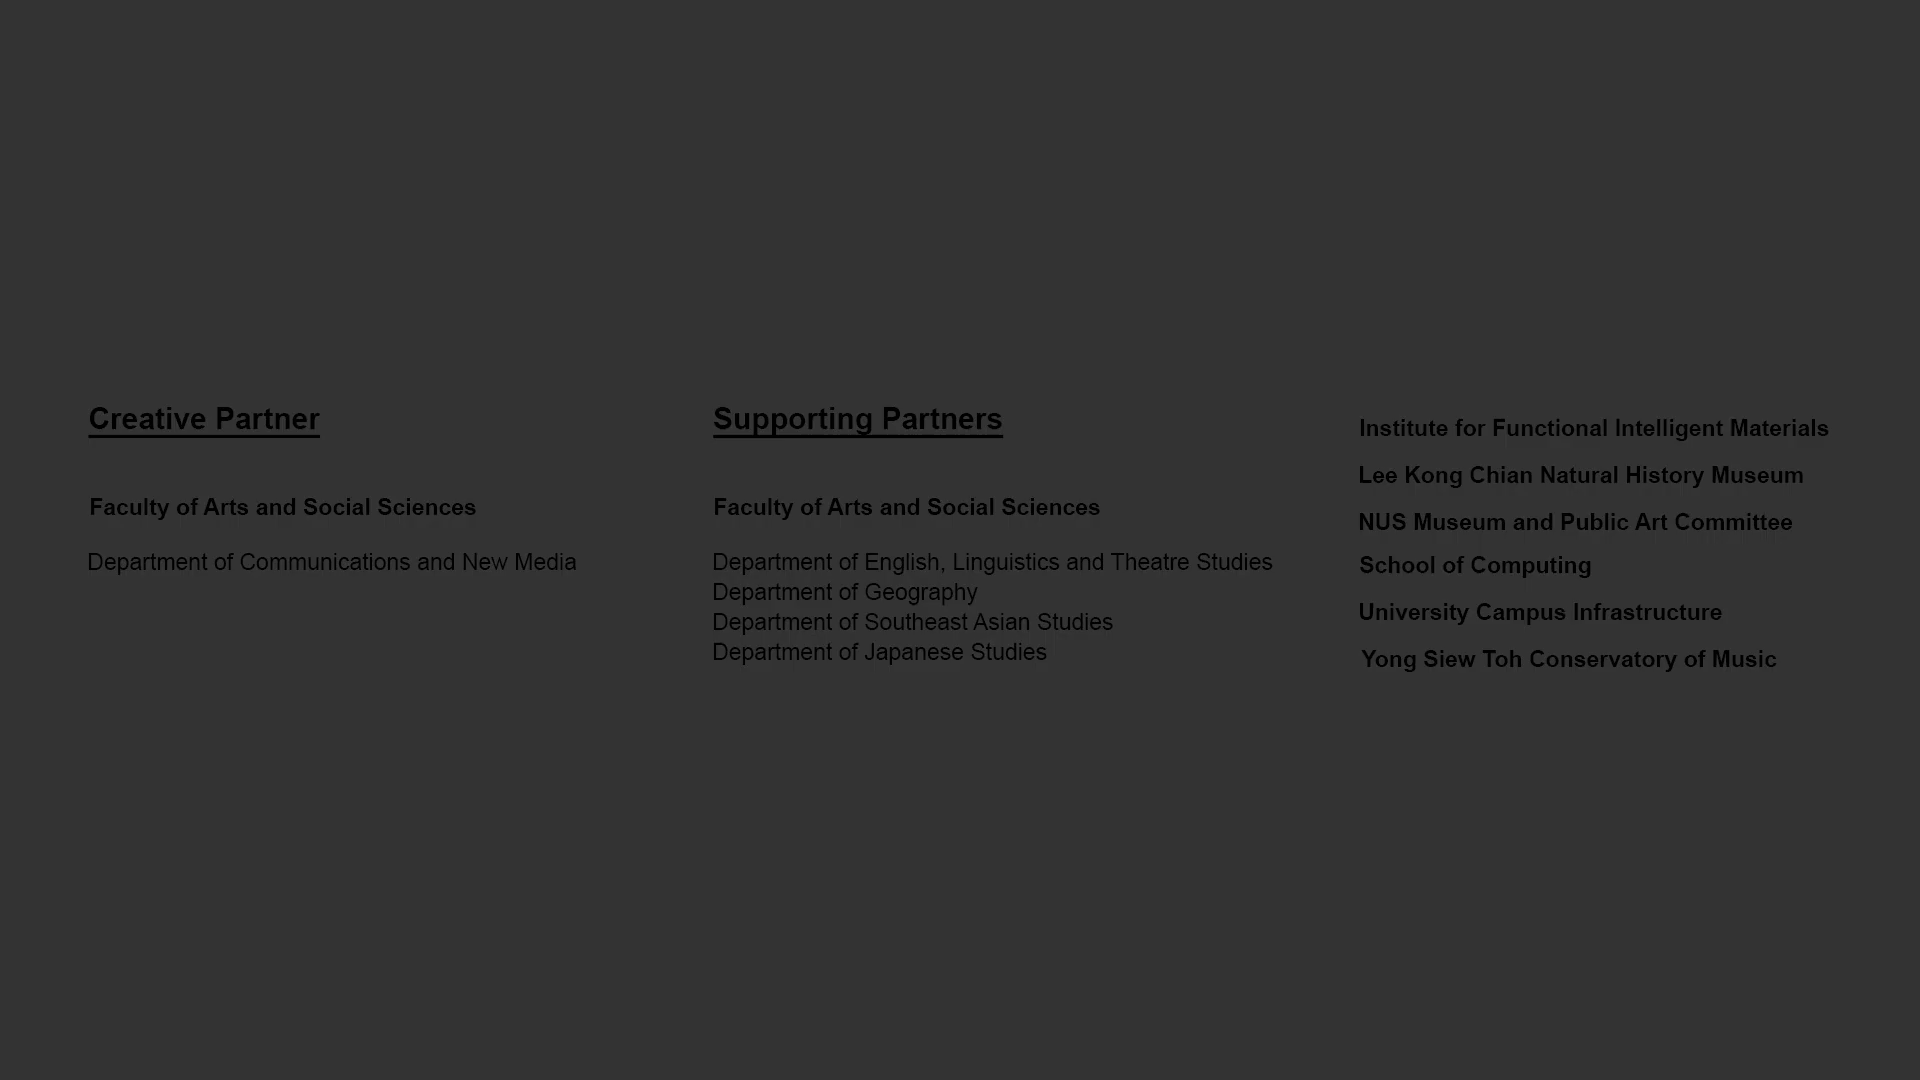 Creative Partner
Faculty of Arts and Social Sciences
Department of Communications and New Media
Supporting Partners
Faculty of Arts and Social Sciences
Department of English, Linguistics and Theatre Studies
Department of Geography
Department of Southeast Asian Studies
Department of Japanese Studies
Institute for Functional Intelligent Materials
Lee Kong Chian Natural History Museum
NUS Museum and Public Art Committee
School of Computing
University Campus Infrastructure
Yong Siew Toh Conservatory of Music